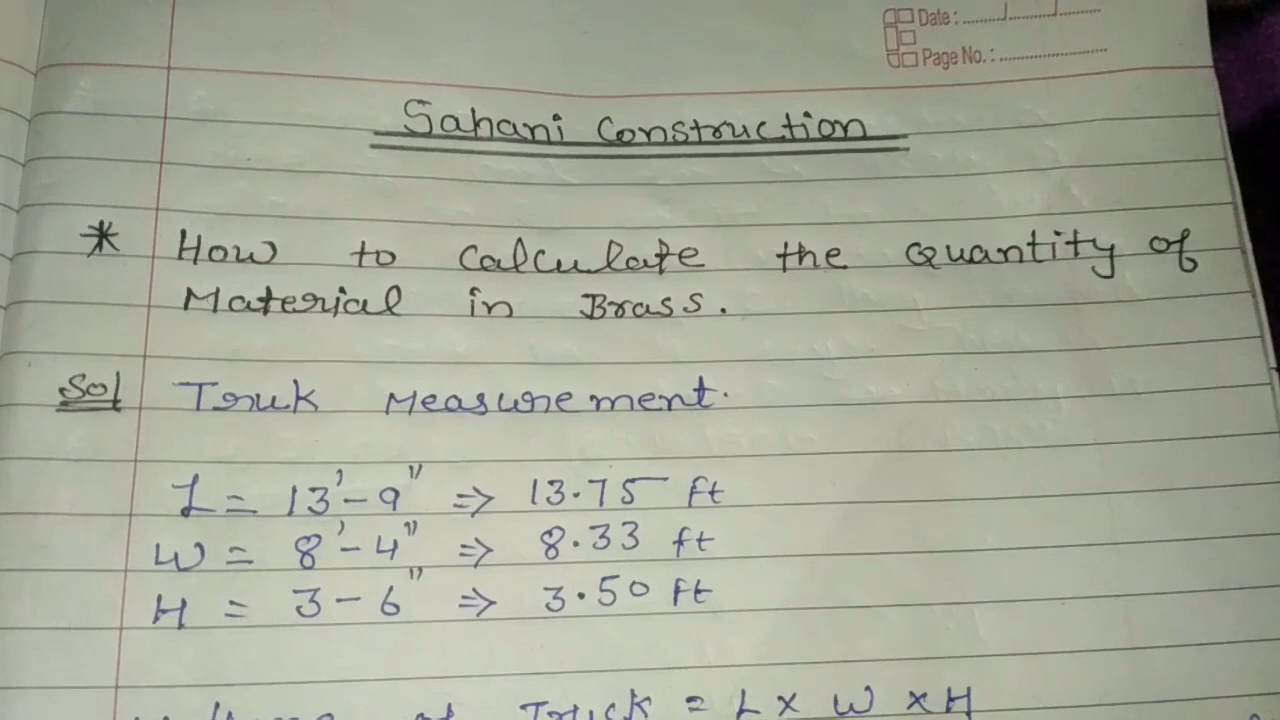 Date : ........../........../..........
Page No. : ..............................
Sahani Construction
* How to Calculate the Quantity of
Material in Brass.
Sol Truk Measurement.
L = 13'-9" => 13.75 ft
W = 8'-4" => 8.33 ft
H = 3-6" => 3.50 ft
of Truck = L x W x H